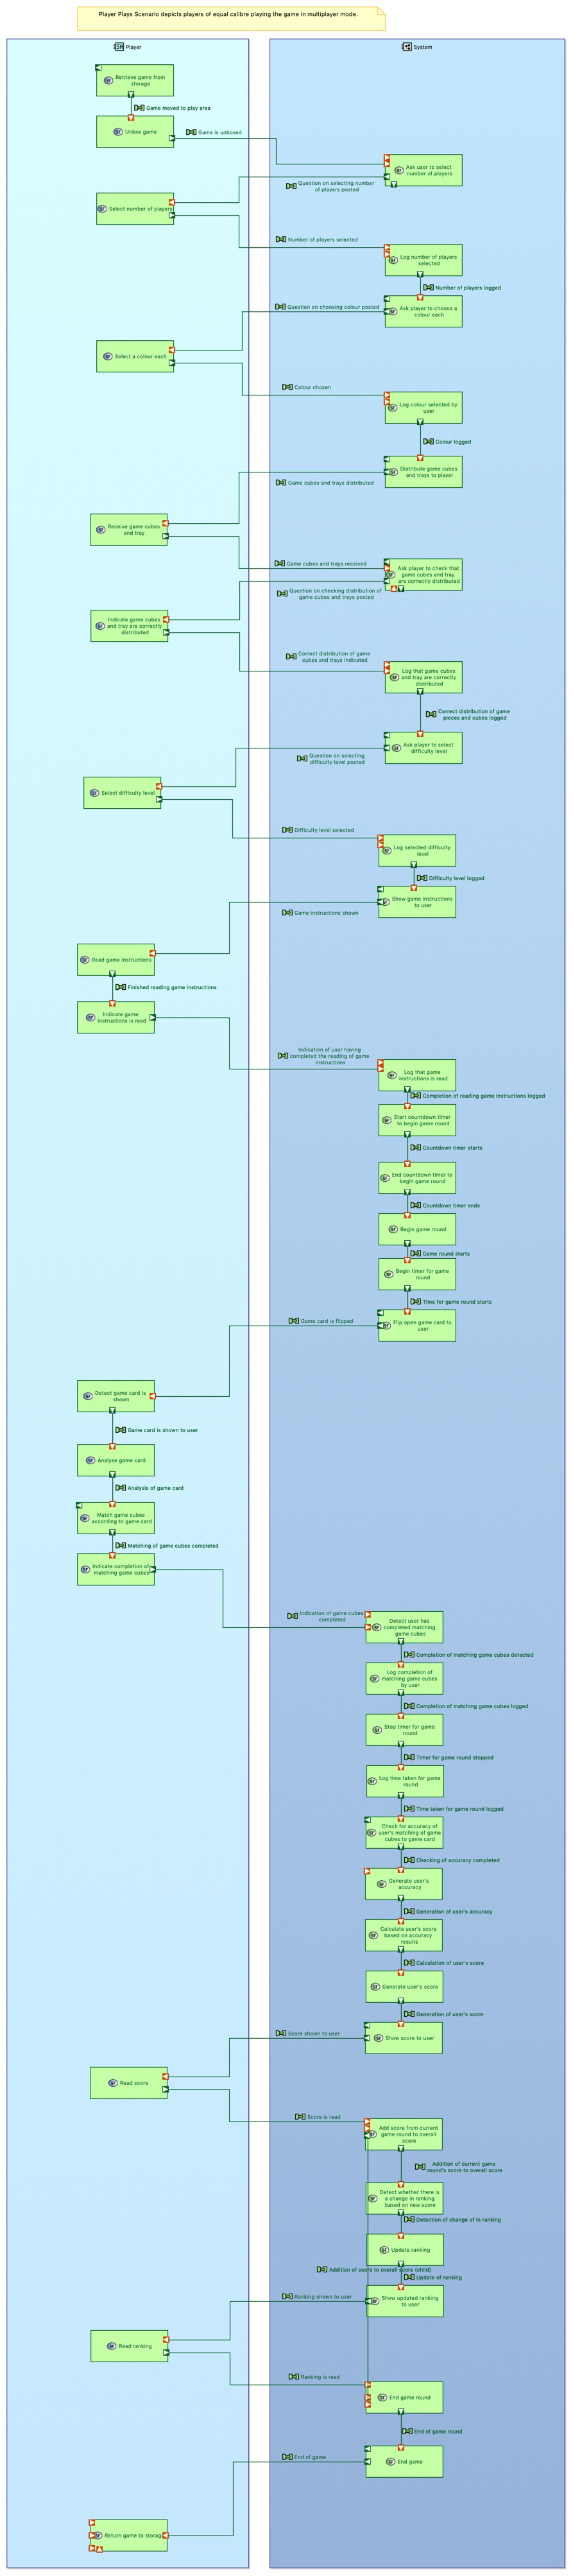 Player Plays Scenario depicts players of equal calibre playing the game in multiplayer mode.
Player
System
Retrieve game from
storage
Game moved to play area
Unbox game
Game is unboxed
Ask user to select
number of players
Question on selecting number
of players posted
Select number of players
Number of players selected
Log number of players
selected
Number of players logged
Ask player to choose a
colour each
Question on choosing colour posted
Select a colour each
Colour chosen
Log colour selected by
user
Colour logged
Distribute game cubes
and trays to player
Game cubes and trays distributed
Receive game cubes
and tray
Game cubes and trays received
Ask player to check that
game cubes and tray
are correctly distributed
Question on checking distribution of
game cubes and trays posted
Indicate game cubes
and tray are correctly
distributed
Correct distribution of game
cubes and trays indicated
Log that game cubes
and tray are correctly
distributed
Correct distribution of game
pieces and cubes logged
Ask player to select
difficulty level
Question on selecting
difficulty level posted
Select difficulty level
Difficulty level selected
Log selected difficulty
level
Difficulty level logged
Show game instructions
to user
Game instructions shown
Read game instructions
Finished reading game instructions
Indicate game
instructions is read
Indication of user having
completed the reading of game
instructions
Log that game
instructions is read
Completion of reading game instructions logged
Start countdown timer
to begin game round
Countdown timer starts
End countdown timer to
begin game round
Countdown timer ends
Begin game round
Game round starts
Begin timer for game
round
Time for game round starts
Flip open game card to
user
Game card is flipped
Detect game card is
shown
Game card is shown to user
Analyse game card
Analysis of game card
Match game cubes
according to game card
Matching of game cubes completed
Indicate completion of
matching game cubes
Indication of game cubes
completed
Detect user has
completed matching
game cubes
Completion of matching game cubes detected
Log completion of
matching game cubes
by user
Completion of matching game cubes logged
Stop timer for game
round
Timer for game round stopped
Log time taken for game
round
Time taken for game round logged
Check for accuracy of
user's matching of game
cubes to game card
Checking of accuracy completed
Generate user's
accuracy
Generation of user's accuracy
Calculate user's score
based on accuracy
results
Calculation of user's score
Generate user's score
Generation of user's score
Show score to user
Score shown to user
Read score
Score is read
Add score from current
game round to overall
score
Addition of current game
round's score to overall score
Detect whether there is
a change in ranking
based on new score
Detection of change of in ranking
Update ranking
Addition of score to overall score (child)
Update of ranking
Show updated ranking
to user
Ranking shown to user
Read ranking
Ranking is read
End game round
End of game round
End game
End of game
Return game to storage